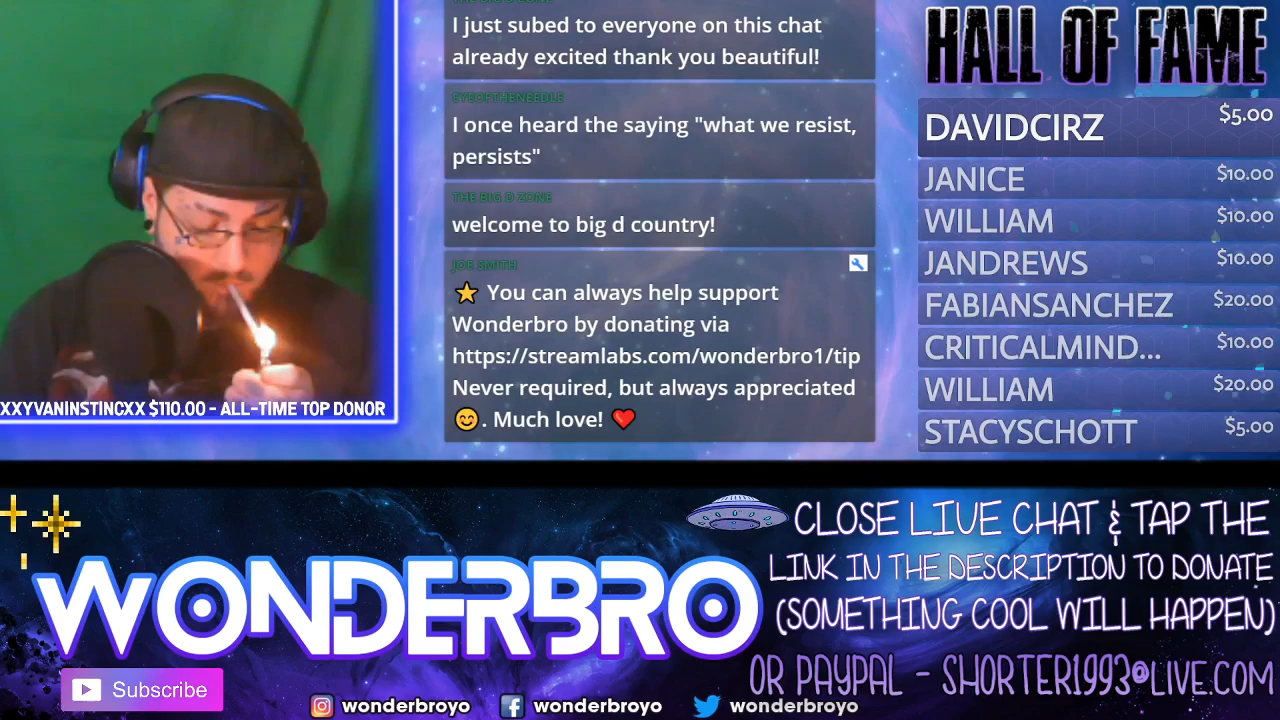 THE BIG D ZONE
I just subed to everyone on this chat
already excited thank you beautiful!
EYEOFTHENEEDLE
I once heard the saying "what we resist,
persists"
THE BIG D ZONE
welcome to big d country!
JOE SMITH
⭐ You can always help support
Wonderbro by donating via
https://streamlabs.com/wonderbro1/tip
Never required, but always appreciated
😊. Much love! ❤️
XXYVANINSTINCXX $110.00 - ALL-TIME TOP DONOR
HALL OF FAME
DAVIDCIRZ $5.00
JANICE $10.00
WILLIAM $10.00
JANDREWS $10.00
FABIANSANCHEZ $20.00
CRITICALMIND... $10.00
WILLIAM $20.00
STACYSCHOTT $5.00
WONDERBRO
Subscribe
wonderbroyo wonderbroyo wonderbroyo
CLOSE LIVE CHAT & TAP THE
LINK IN THE DESCRIPTION TO DONATE
(SOMETHING COOL WILL HAPPEN)
OR PAYPAL - SHORTER1993@LIVE.COM